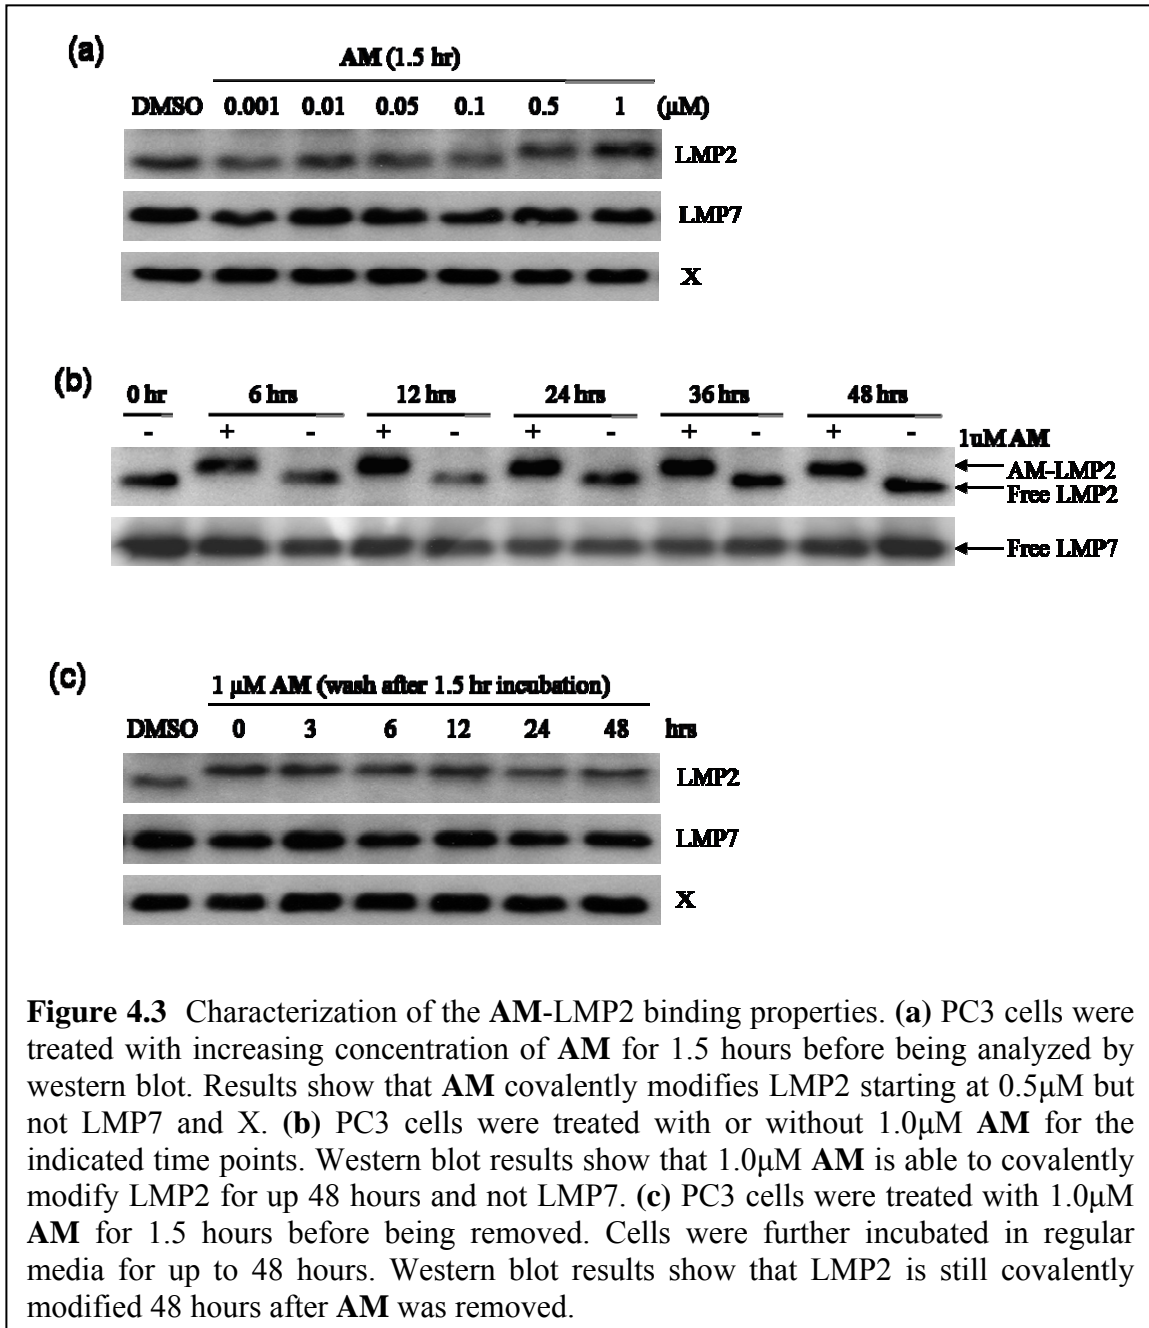 (a)
AM (1.5 hr)
DMSO 0.001 0.01 0.05 0.1 0.5 1 (µM)
LMP2
LMP7
X
(b)
0 hr 6 hrs 12 hrs 24 hrs 36 hrs 48 hrs
- + - + - + - + - + - 1uM AM
AM-LMP2
Free LMP2
Free LMP7
(c)
1 µM AM (wash after 1.5 hr incubation)
DMSO 0 3 6 12 24 48 hrs
LMP2
LMP7
X
Figure 4.3 Characterization of the AM-LMP2 binding properties. (a) PC3 cells were
treated with increasing concentration of AM for 1.5 hours before being analyzed by
western blot. Results show that AM covalently modifies LMP2 starting at 0.5µM but
not LMP7 and X. (b) PC3 cells were treated with or without 1.0µM AM for the
indicated time points. Western blot results show that 1.0µM AM is able to covalently
modify LMP2 for up 48 hours and not LMP7. (c) PC3 cells were treated with 1.0µM
AM for 1.5 hours before being removed. Cells were further incubated in regular
media for up to 48 hours. Western blot results show that LMP2 is still covalently
modified 48 hours after AM was removed.